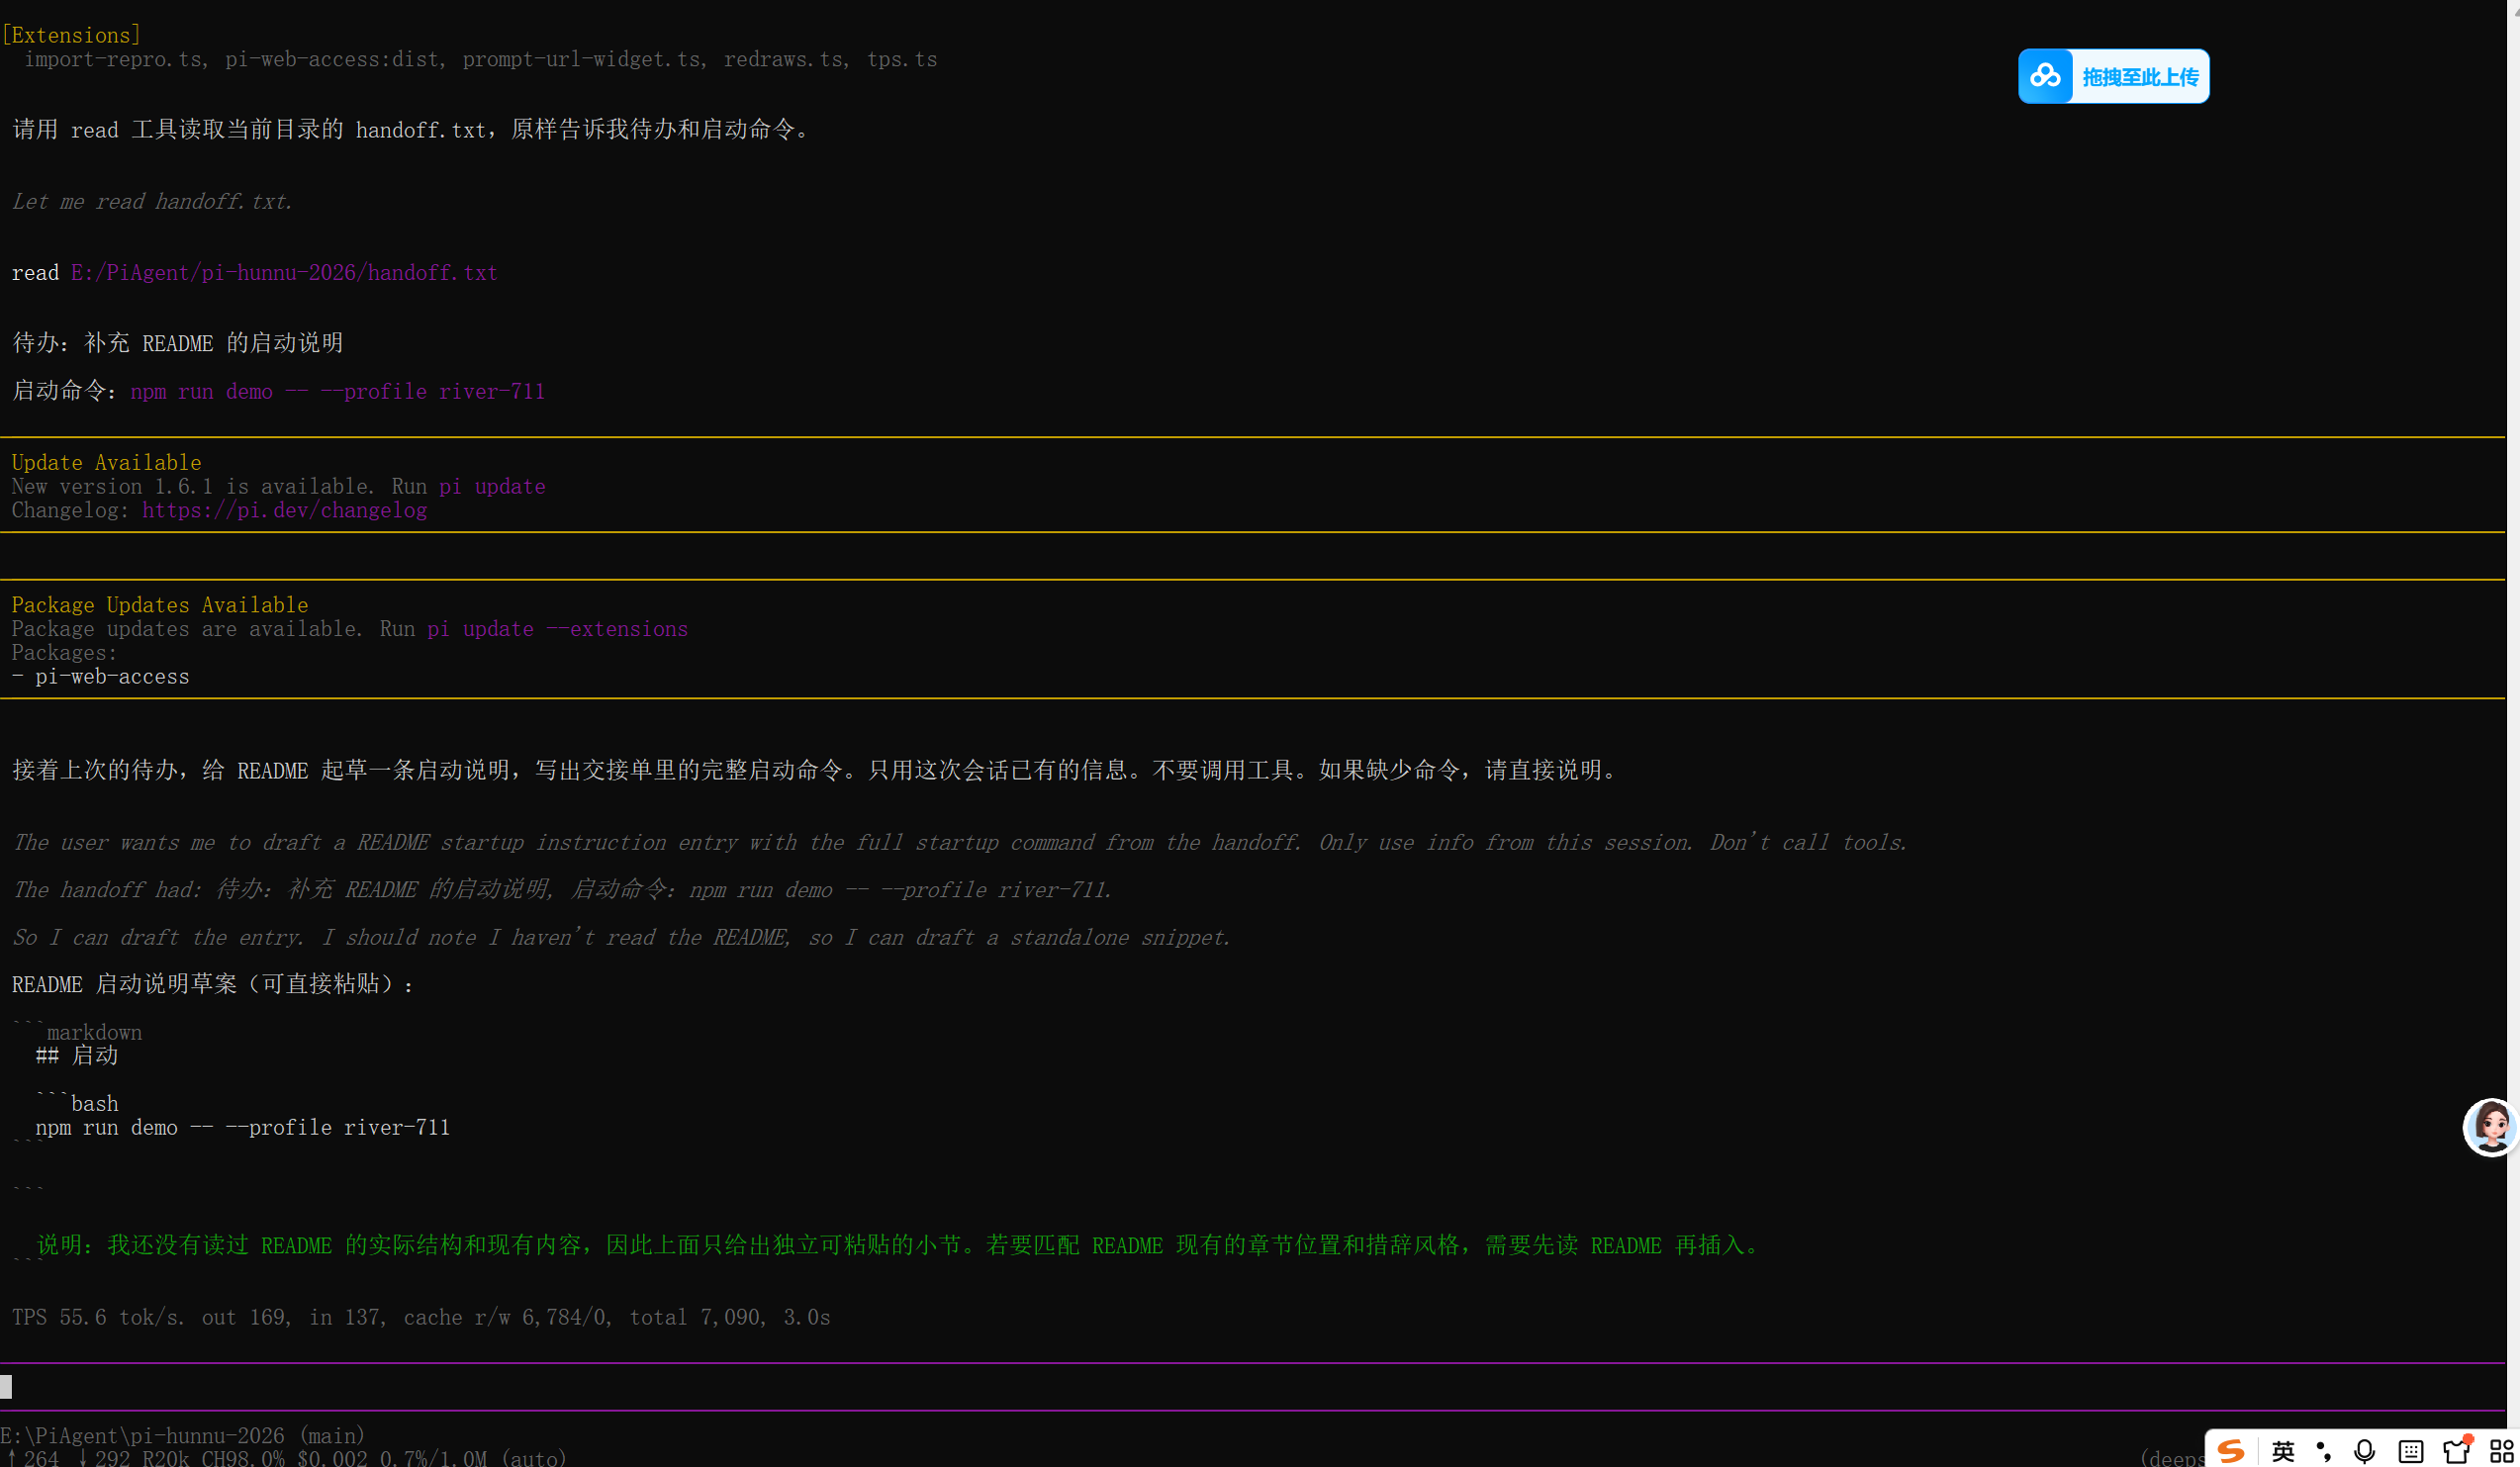 [Extensions]
import-repro.ts, pi-web-access:dist, prompt-url-widget.ts, redraws.ts, tps.ts
拖拽至此上传
请用 read 工具读取当前目录的 handoff.txt，原样告诉我待办和启动命令。
Let me read handoff.txt.
read E:/PiAgent/pi-hunnu-2026/handoff.txt
待办：补充 README 的启动说明
启动命令：npm run demo -- --profile river-711
Update Available
New version 1.6.1 is available. Run pi update
Changelog: https://pi.dev/changelog
Package Updates Available
Package updates are available. Run pi update --extensions
Packages:
- pi-web-access
接着上次的待办，给 README 起草一条启动说明，写出交接单里的完整启动命令。只用这次会话已有的信息。不要调用工具。如果缺少命令，请直接说明。
The user wants me to draft a README startup instruction entry with the full startup command from the handoff. Only use info from this session. Don't call tools.
The handoff had: 待办：补充 README 的启动说明, 启动命令：npm run demo -- --profile river-711.
So I can draft the entry. I should note I haven't read the README, so I can draft a standalone snippet.
README 启动说明草案（可直接粘贴）：
```markdown
## 启动
```bash
npm run demo -- --profile river-711
```
```
说明：我还没有读过 README 的实际结构和现有内容，因此上面只给出独立可粘贴的小节。若要匹配 README 现有的章节位置和措辞风格，需要先读 README 再插入。
```
TPS 55.6 tok/s. out 169, in 137, cache r/w 6,784/0, total 7,090, 3.0s
E:\PiAgent\pi-hunnu-2026 (main)
↑264 ↓292 R20k CH98.0% $0.002 0.7%/1.0M (auto)
(deeps
英